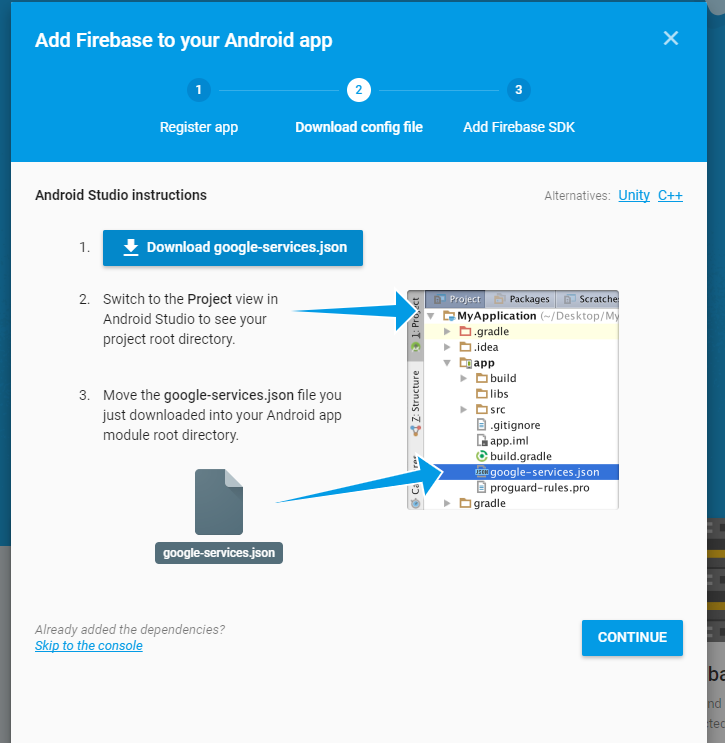 Add Firebase to your Android app
1
2
3
Register app
Download config file
Add Firebase SDK
Android Studio instructions
Alternatives: Unity C++
1. Download google-services.json
2. Switch to the Project view in
Android Studio to see your
project root directory.
3. Move the google-services.json file you
just downloaded into your Android app
module root directory.
google-services.json
Project Packages Scratches
1: Project
Z: Structure
MyApplication (~/Desktop/My
.gradle
.idea
app
build
libs
src
.gitignore
app.iml
build.gradle
google-services.json
proguard-rules.pro
gradle
Already added the dependencies?
Skip to the console
CONTINUE